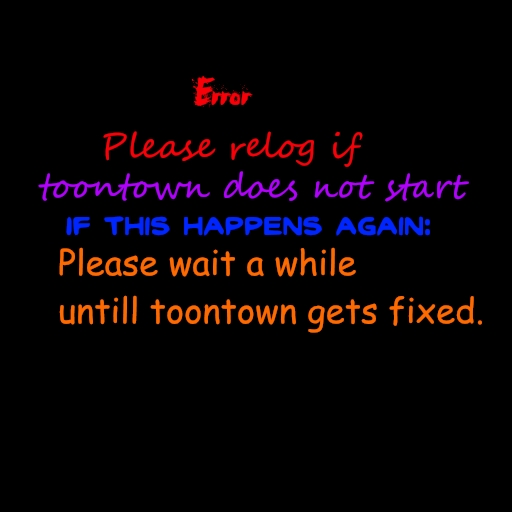 Error
Please relog if
toontown does not start
IF THIS HAPPENS AGAIN:
Please wait a while
untill toontown gets fixed.